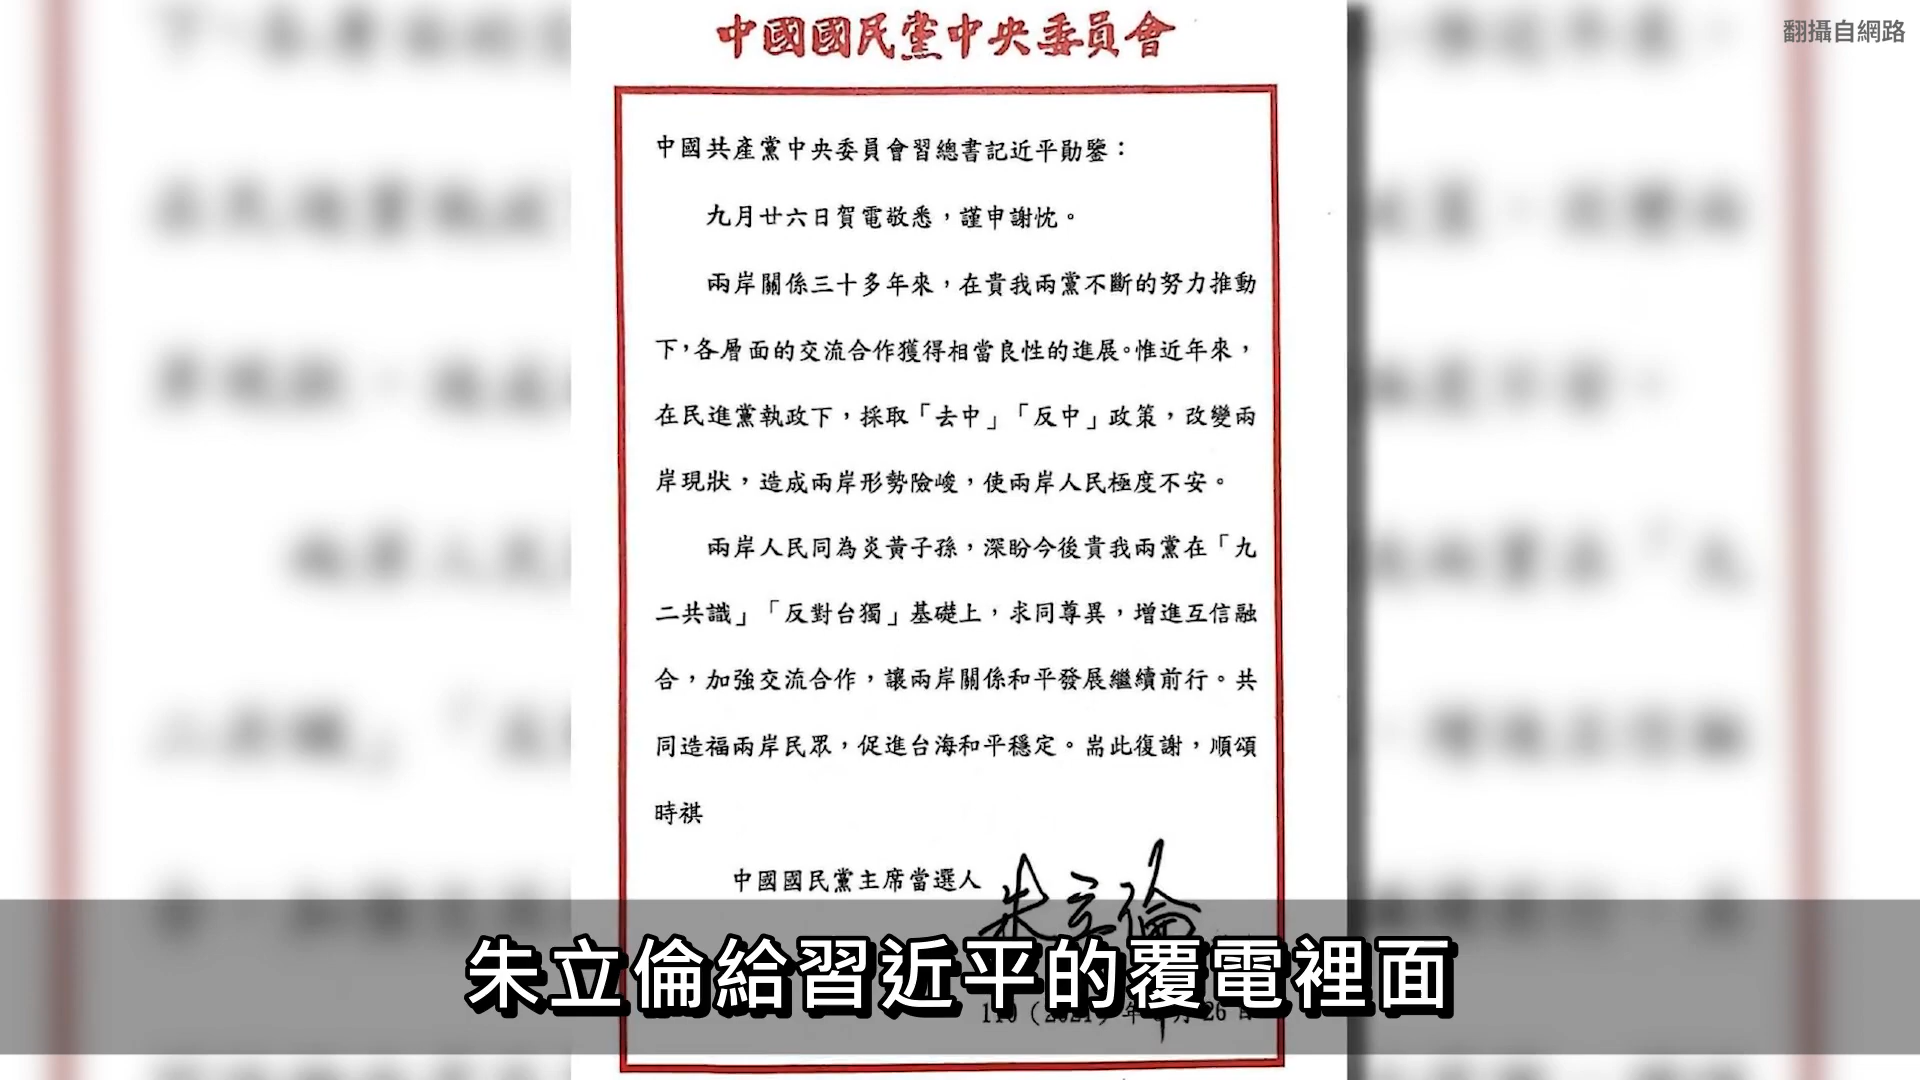 翻攝自網路
中國國民黨中央委員會
中國共產黨中央委員會習總書記近平勛鑒：
九月廿六日賀電敬悉，謹申謝忱。
兩岸關係三十多年來，在貴我兩黨不斷的努力推動
下，各層面的交流合作獲得相當良性的進展。惟近年來，
在民進黨執政下，採取「去中」「反中」政策，改變兩
岸現狀，造成兩岸形勢險峻，使兩岸人民極度不安。
兩岸人民同為炎黃子孫，深盼今後貴我兩黨在「九
二共識」「反對台獨」基礎上，求同尊異，增進互信融
合，加強交流合作，讓兩岸關係和平發展繼續前行。共
同造福兩岸民眾，促進台海和平穩定。耑此復謝，順頌
時祺
中國國民黨主席當選人 朱立倫
朱立倫給習近平的覆電裡面